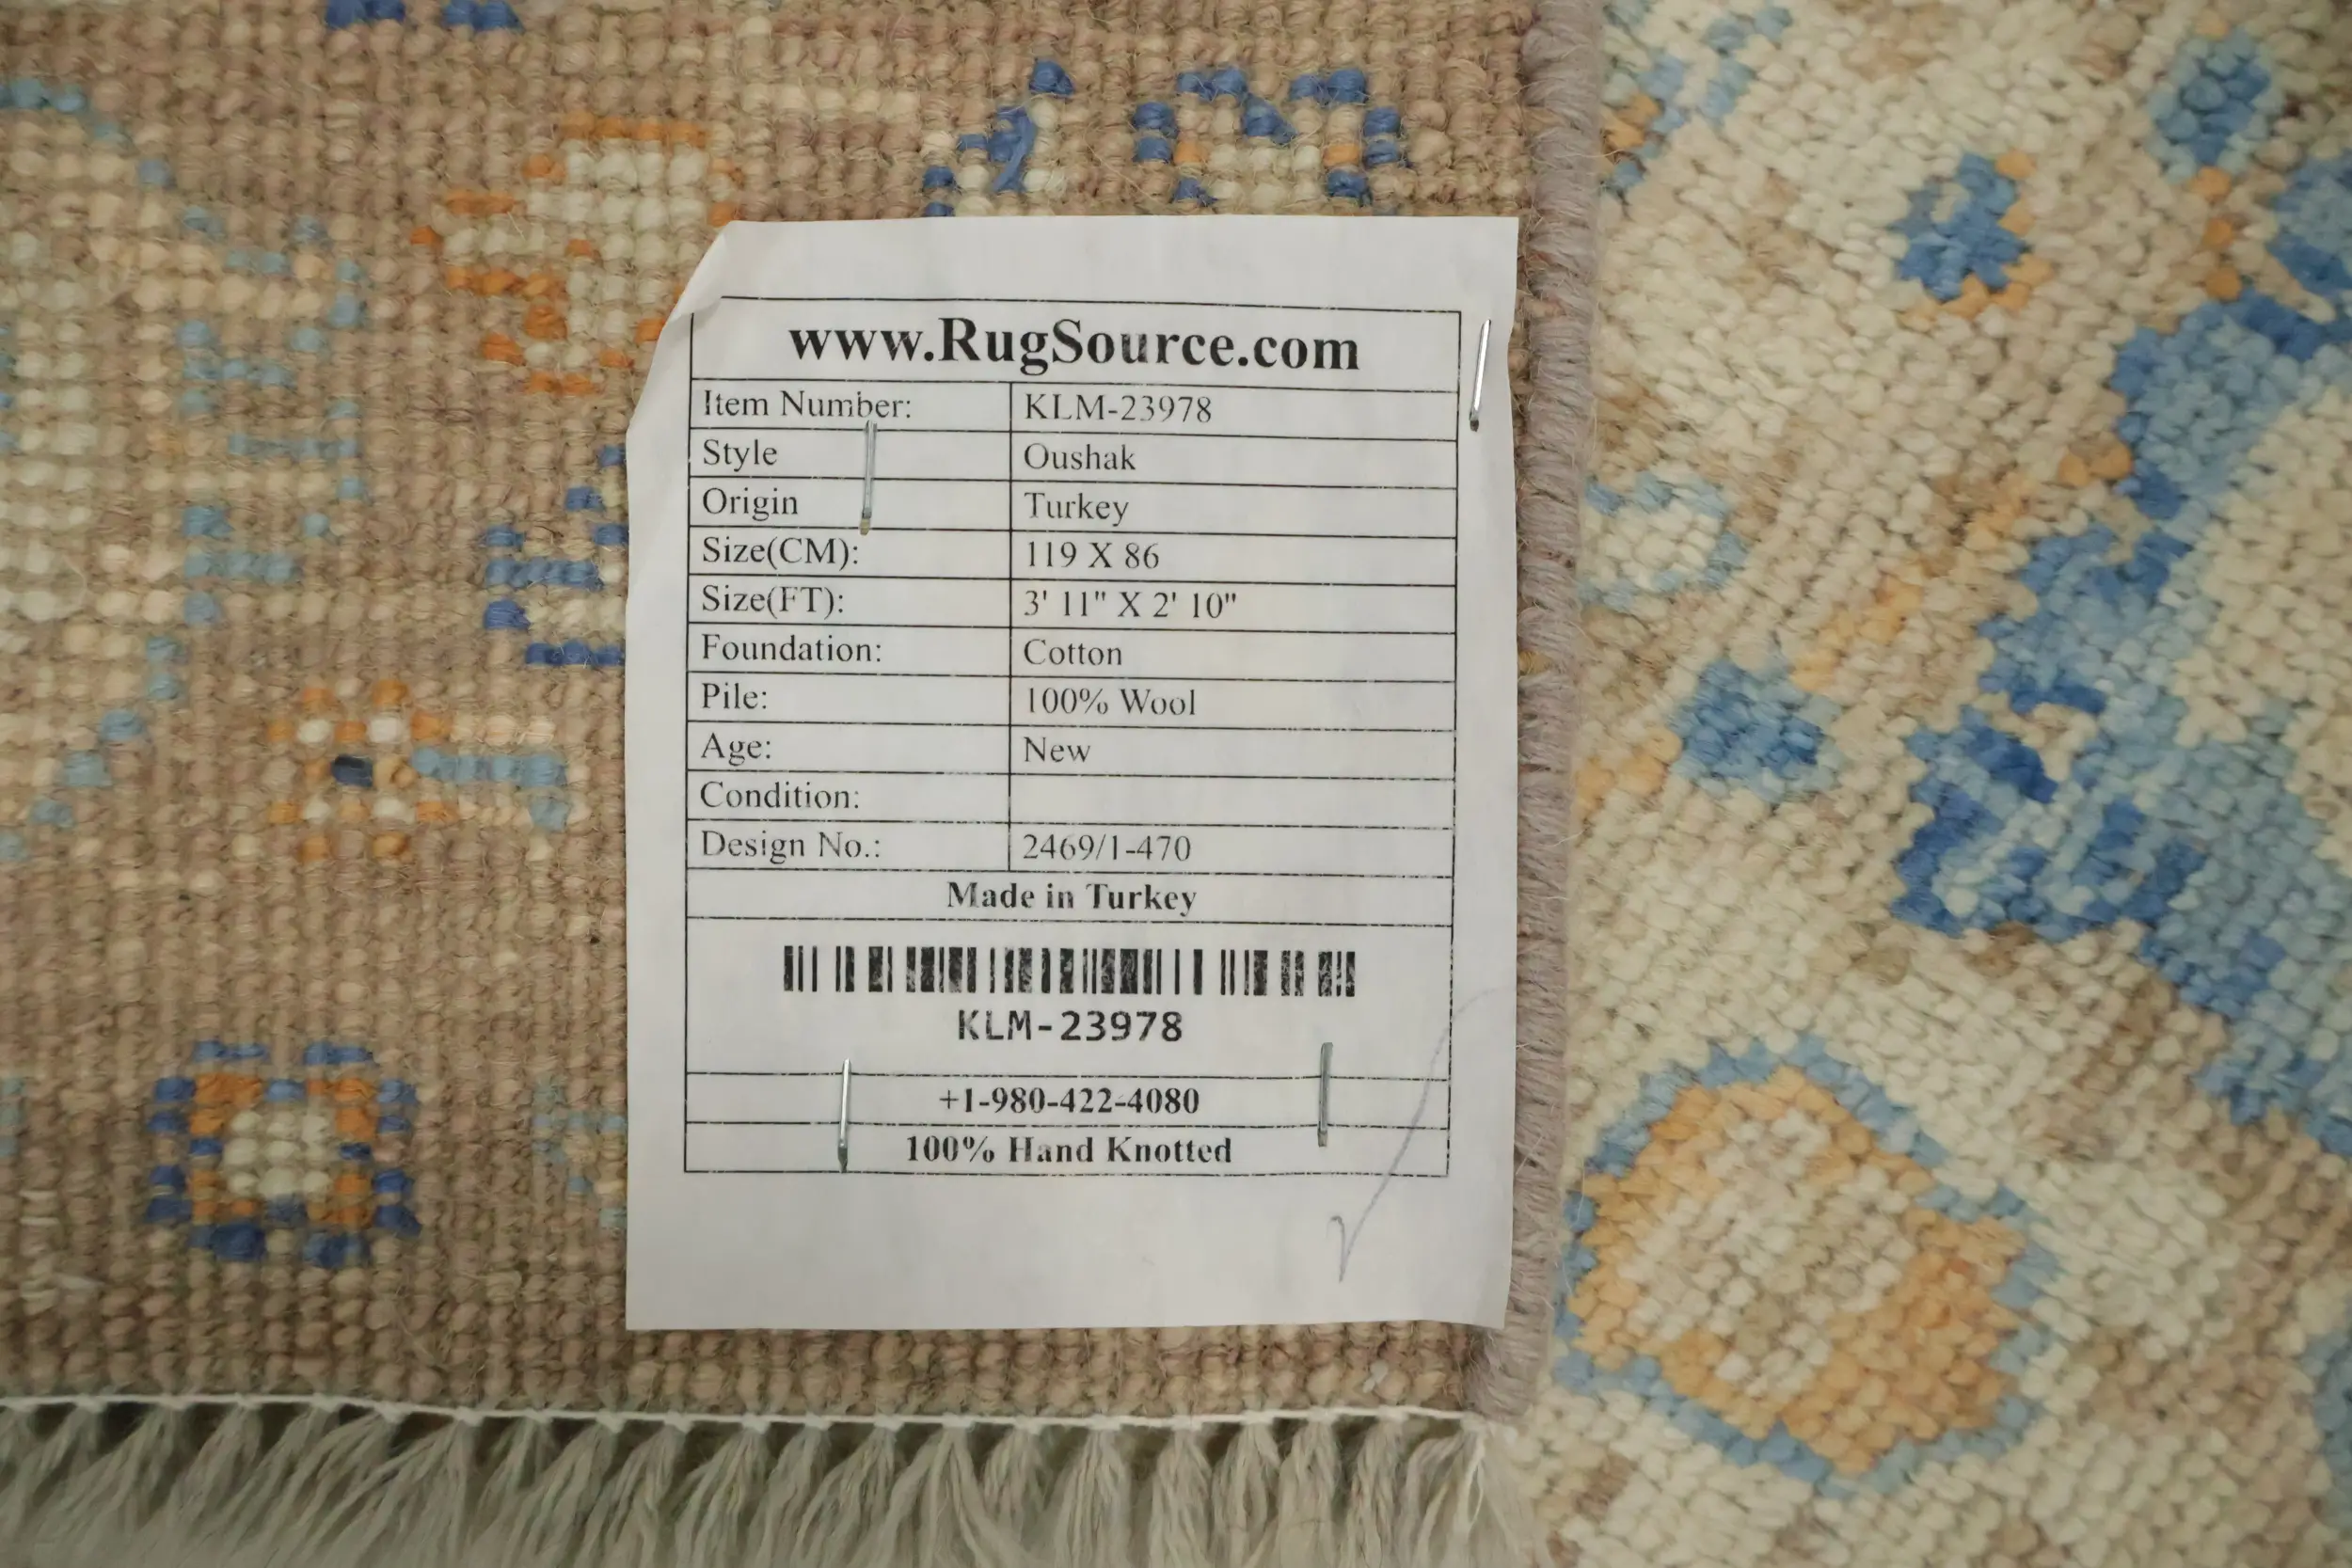 www.RugSource.com
Item Number: KLM-23978
Style Oushak
Origin Turkey
Size(CM): 119 X 86
Size(FT): 3' 11" X 2' 10"
Foundation: Cotton
Pile: 100% Wool
Age: New
Condition:
Design No.: 2469/1-470
Made in Turkey
KLM-23978
+1-980-422-4080
100% Hand Knotted